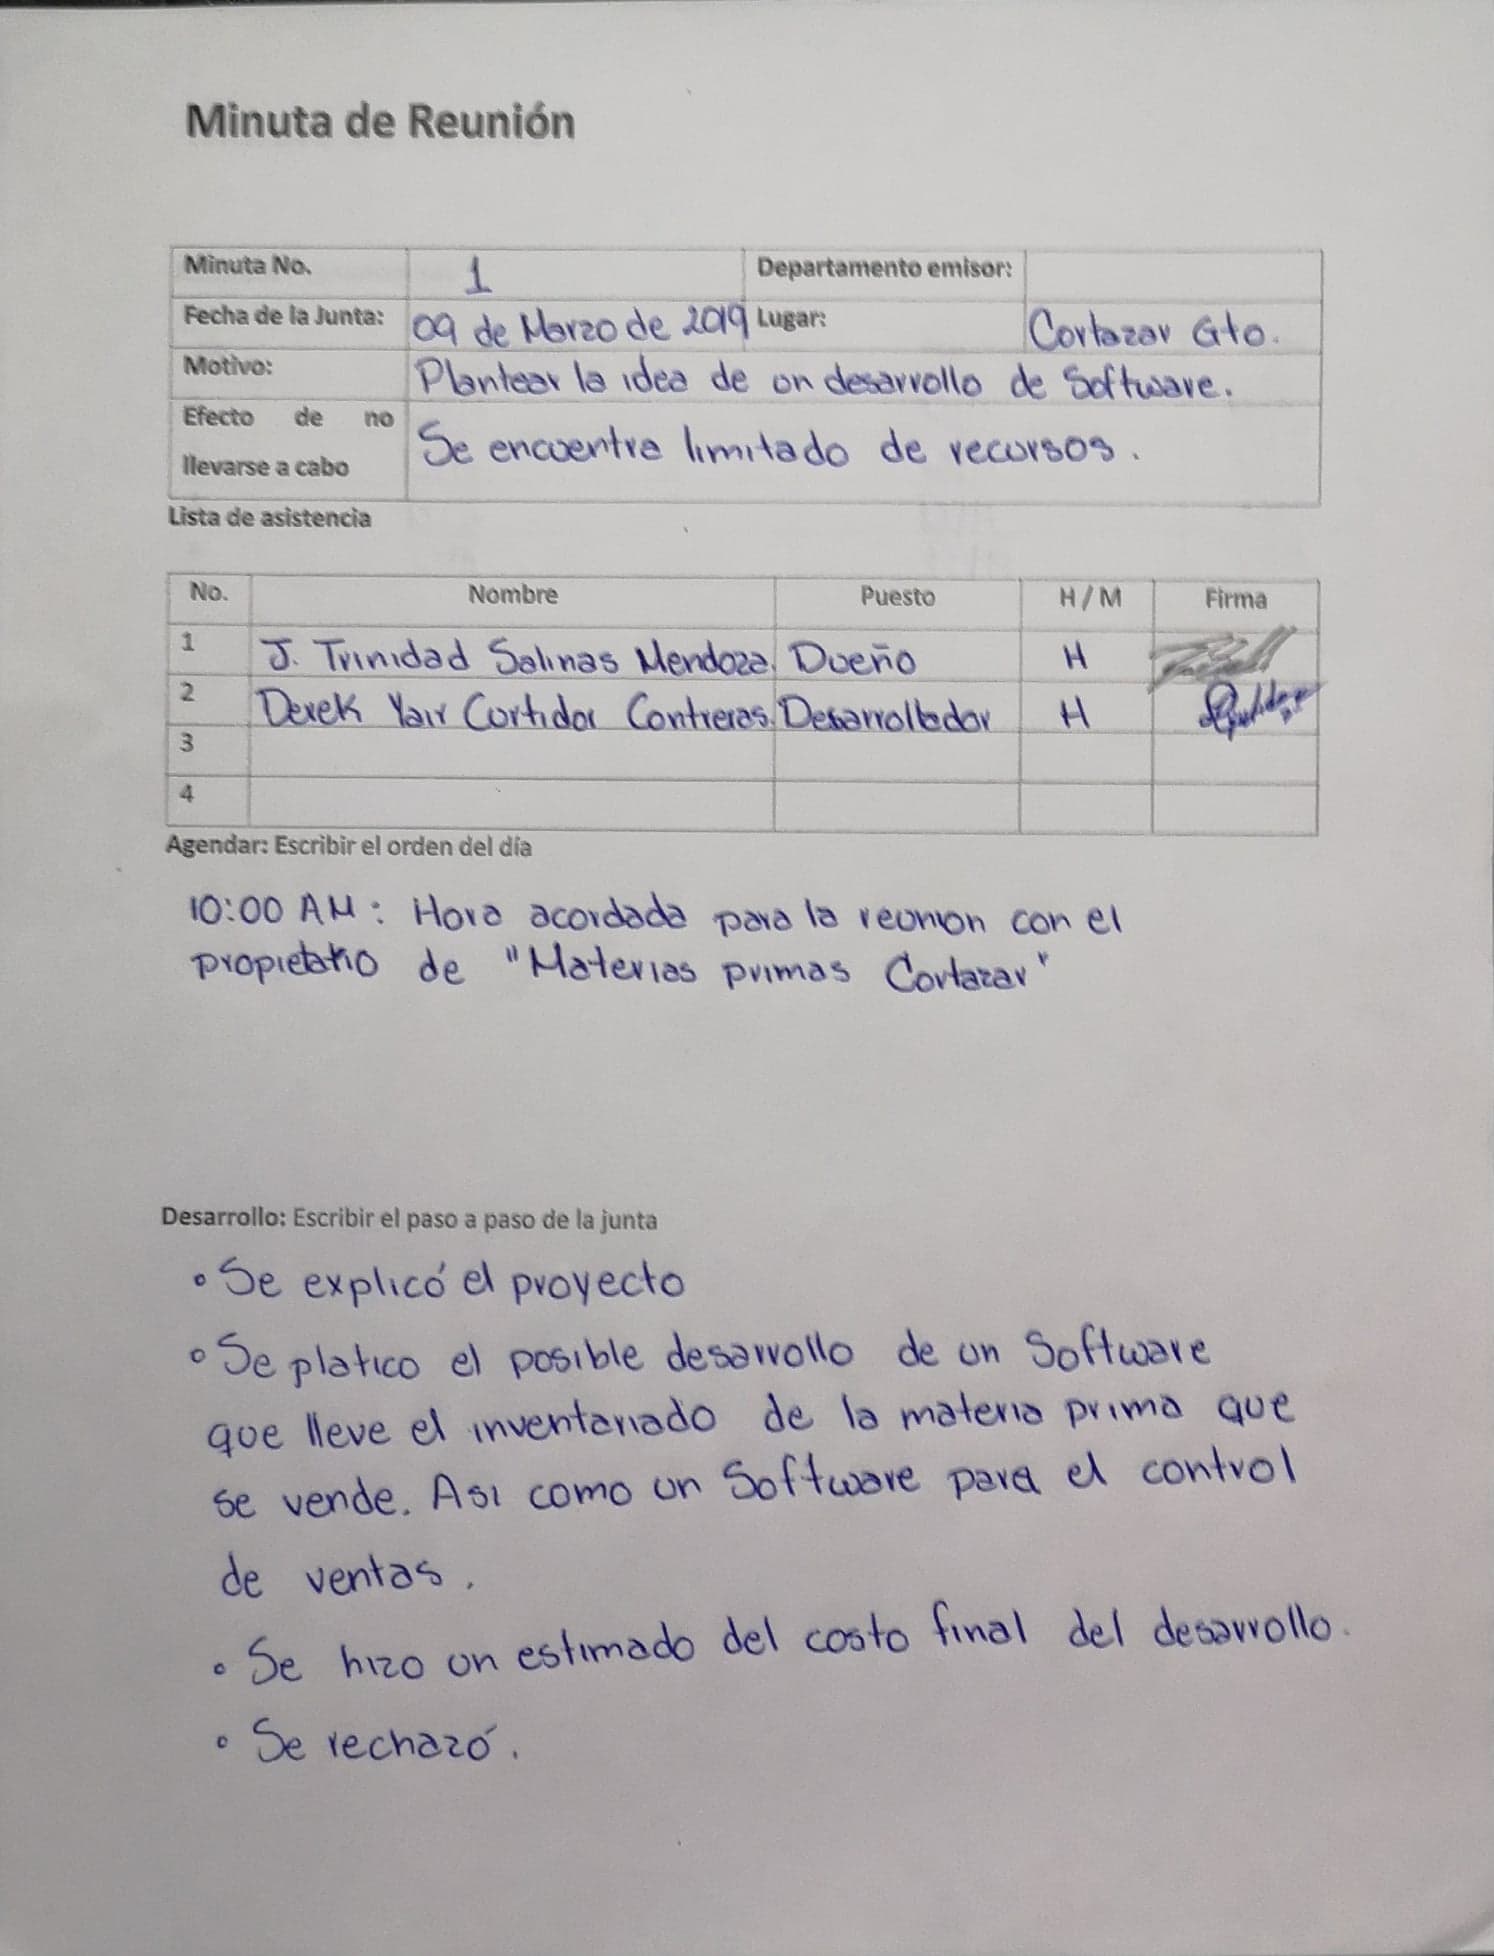 Minuta de Reunión
Minuta No. 1 Departamento emisor:
Fecha de la Junta: 09 de Marzo de 2019 Lugar: Cortazar Gto.
Motivo: Plantear la idea de un desarrollo de Software.
Efecto de no
llevarse a cabo Se encuentra limitado de recursos.
Lista de asistencia
No. Nombre Puesto H / M Firma
1 J. Trinidad Salinas Mendoza. Dueño H
2 Derek Yair Cortidor Contreras. Desarrollador H
3
4
Agendar: Escribir el orden del día
10:00 AM: Hora acordada para la reunion con el
propietario de "Materias primas Cortazar"
Desarrollo: Escribir el paso a paso de la junta
• Se explicó el proyecto
• Se platico el posible desarrollo de un Software
que lleve el inventariado de la materia prima que
se vende. Asi como un Software para el control
de ventas.
• Se hizo un estimado del costo final del desarrollo.
• Se rechazó.